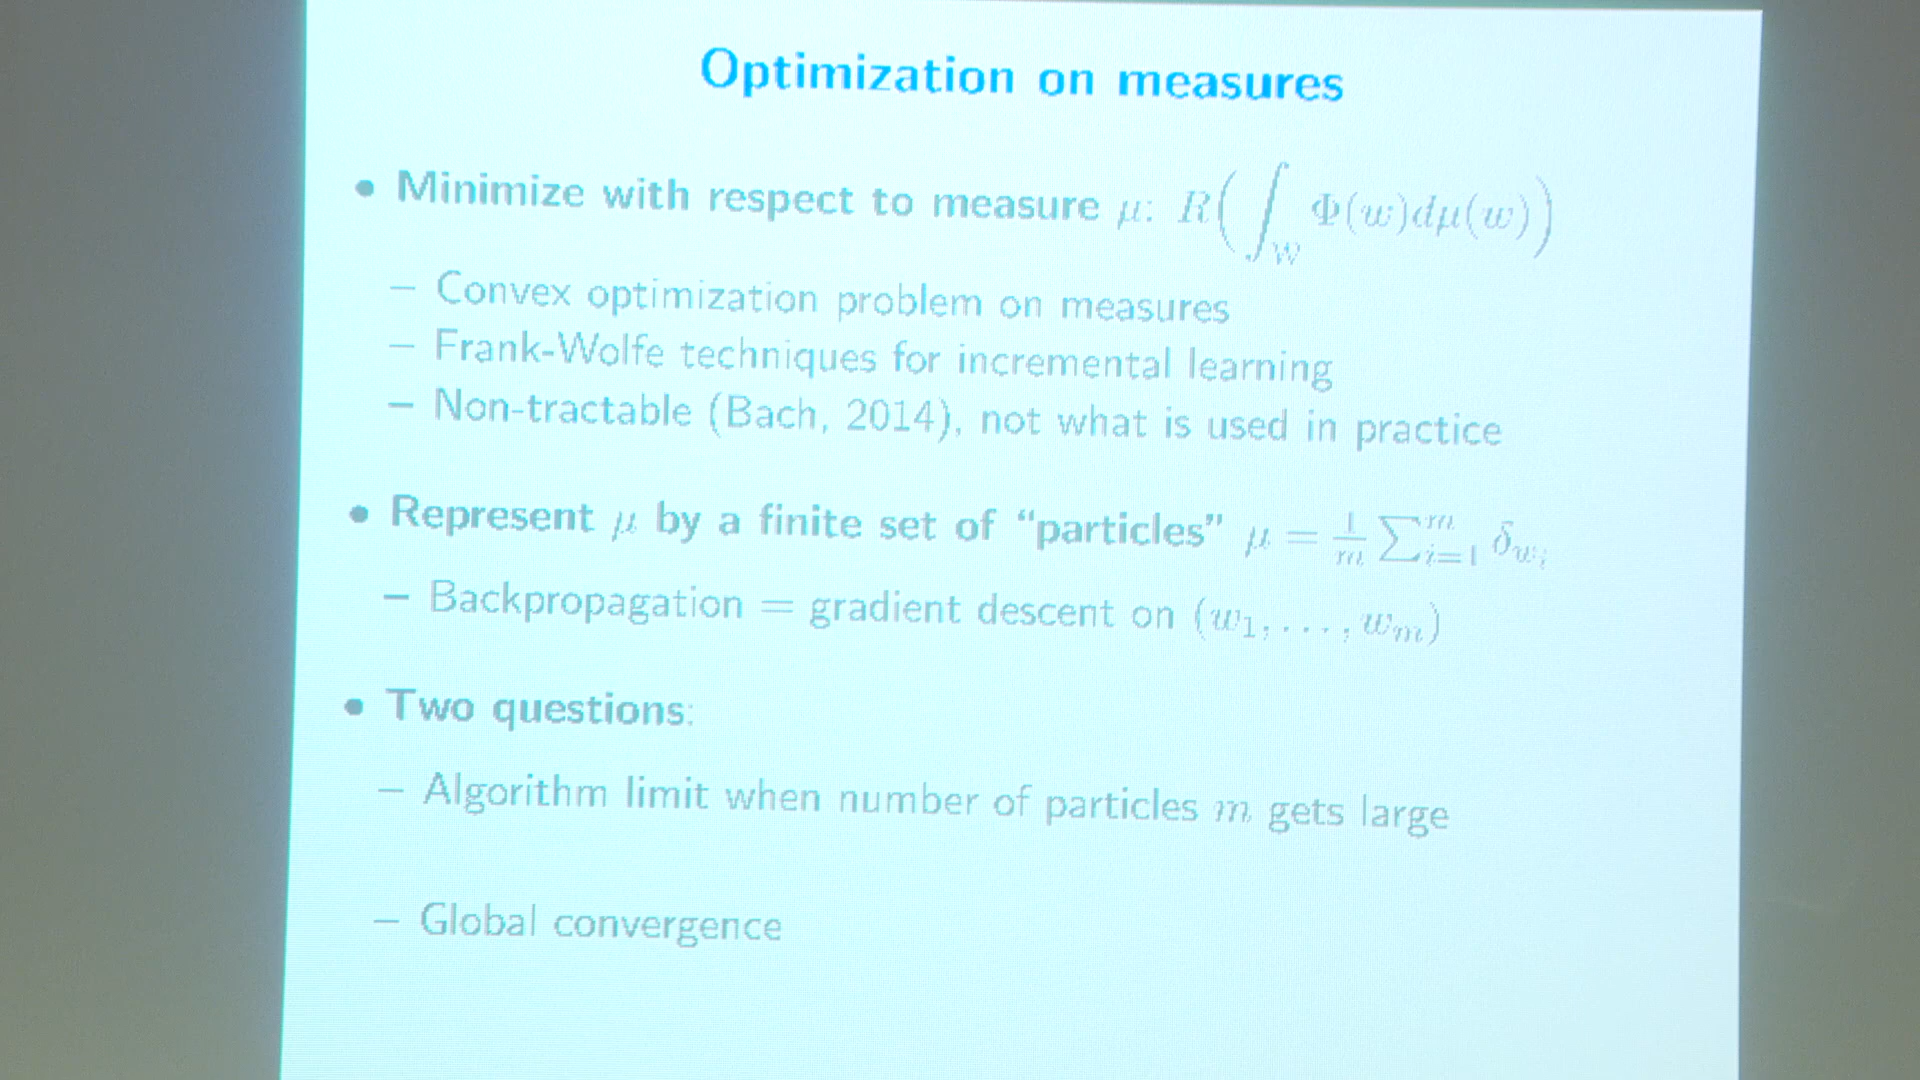 Optimization on measures
• Minimize with respect to measure μ: R(∫_W Φ(w)dμ(w))
– Convex optimization problem on measures
– Frank-Wolfe techniques for incremental learning
– Non-tractable (Bach, 2014), not what is used in practice
• Represent μ by a finite set of “particles” μ = 1/m ∑_{i=1}^m δ_{w_i}
– Backpropagation = gradient descent on (w₁, . . . , w_m)
• Two questions:
– Algorithm limit when number of particles m gets large
– Global convergence